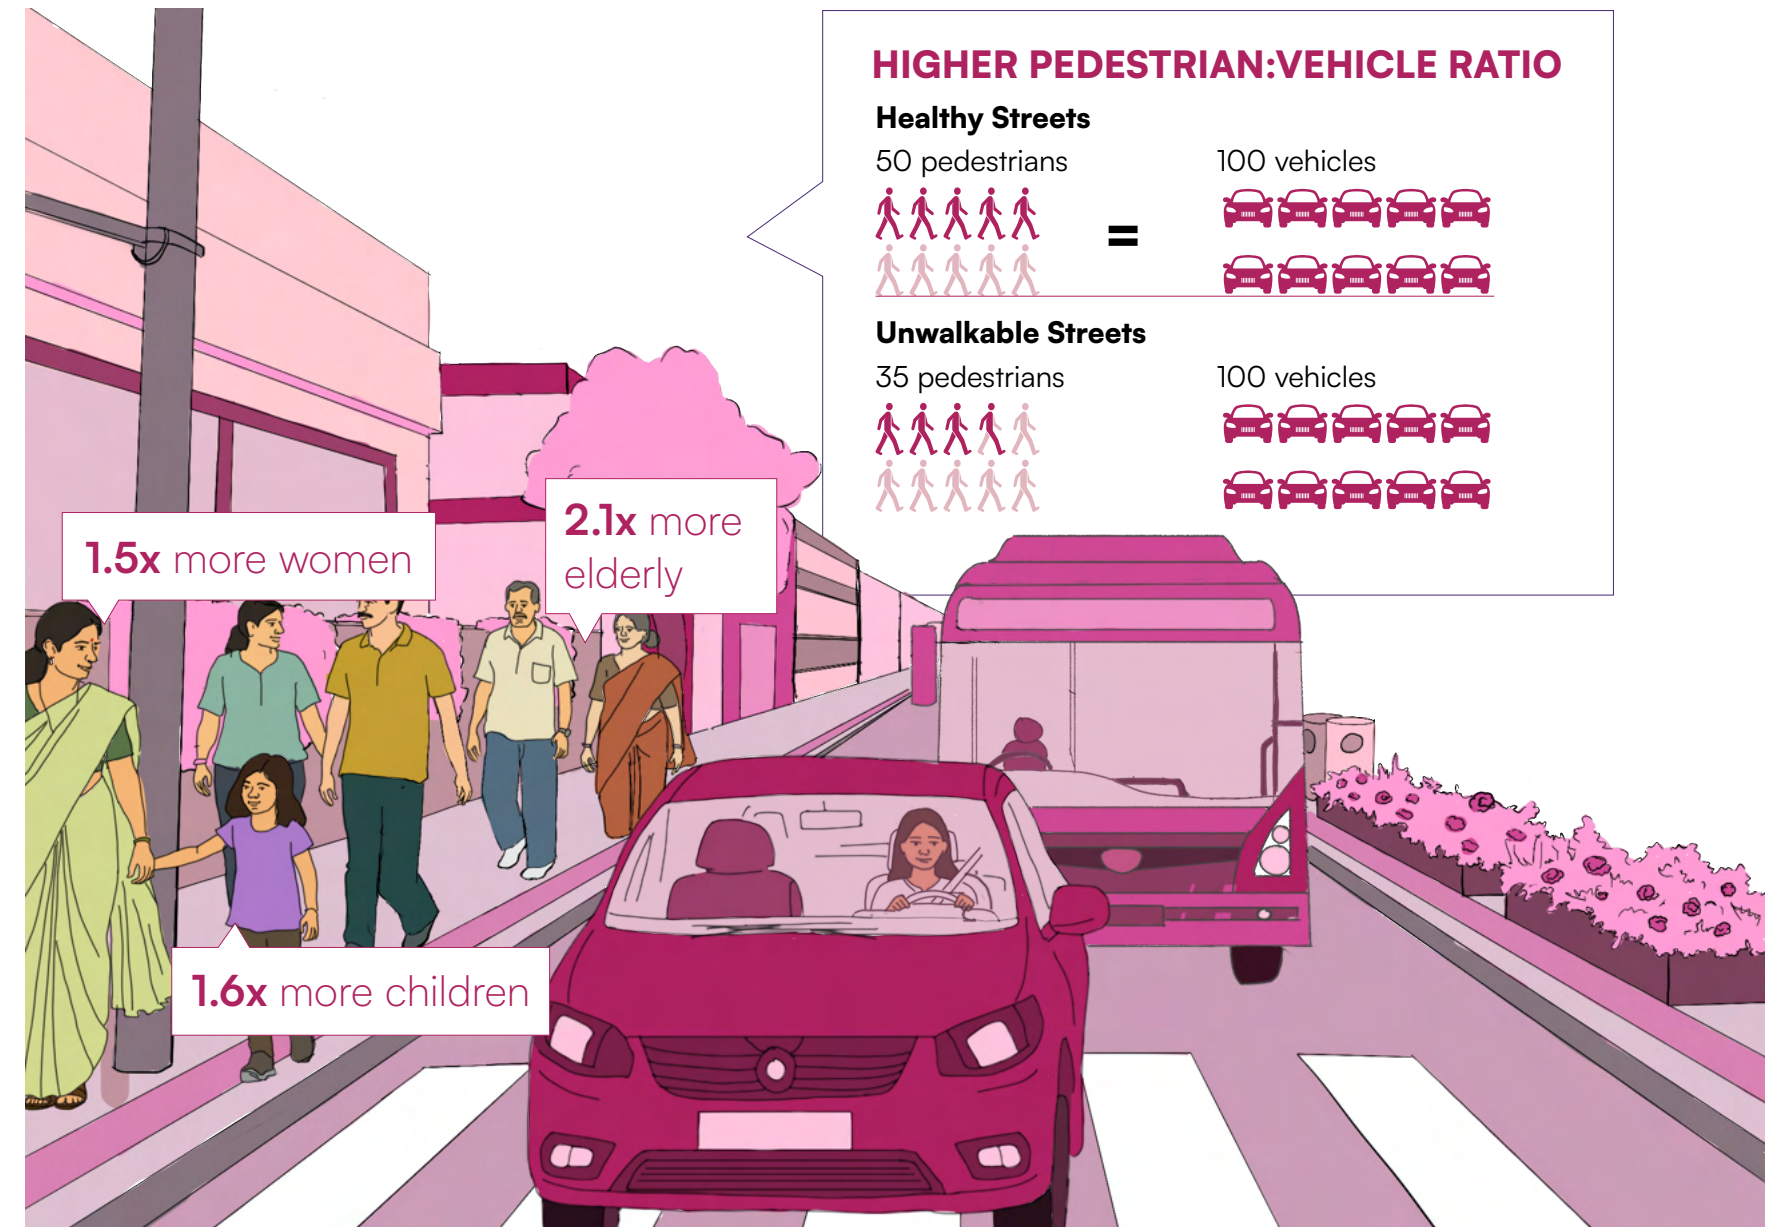 HIGHER PEDESTRIAN:VEHICLE RATIO
Healthy Streets
50 pedestrians
=
100 vehicles
Unwalkable Streets
35 pedestrians
100 vehicles
1.5x more women
2.1x more
elderly
1.6x more children